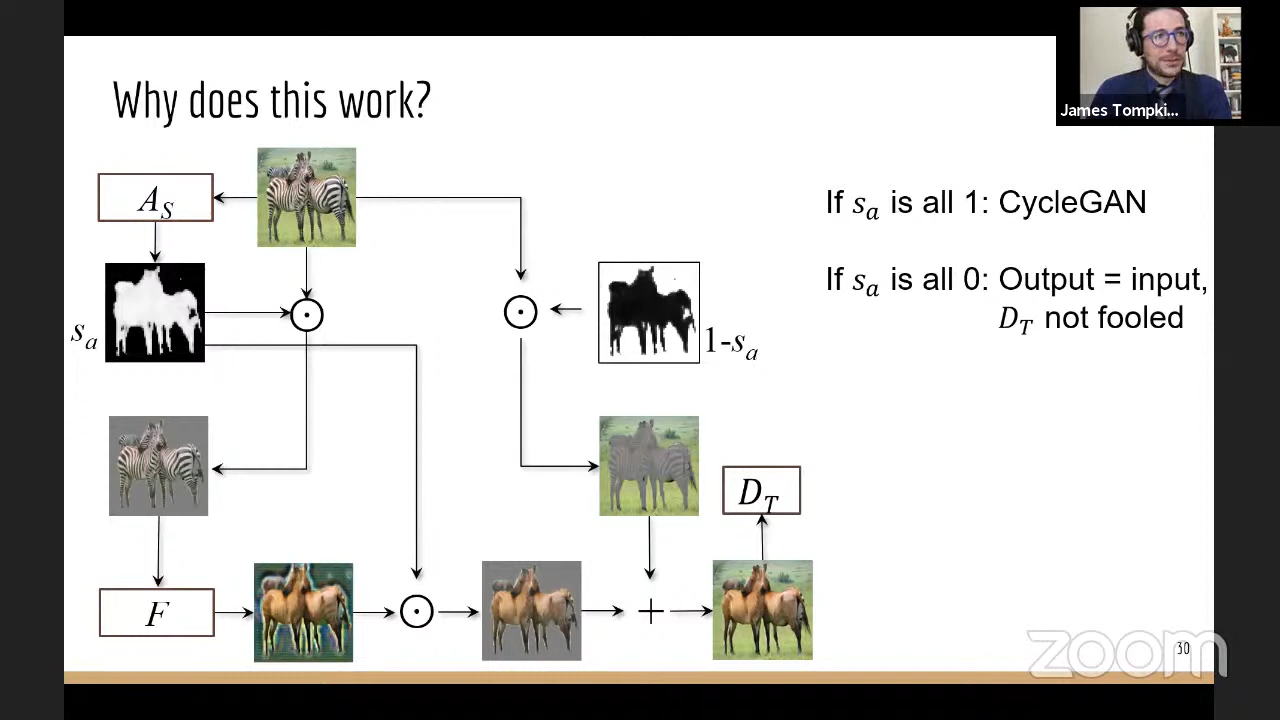 Why does this work?
James Tompki...
A_S
If s_a is all 1: CycleGAN
If s_a is all 0: Output = input,
D_T not fooled
s_a
1-s_a
D_T
F
+
30
zoom